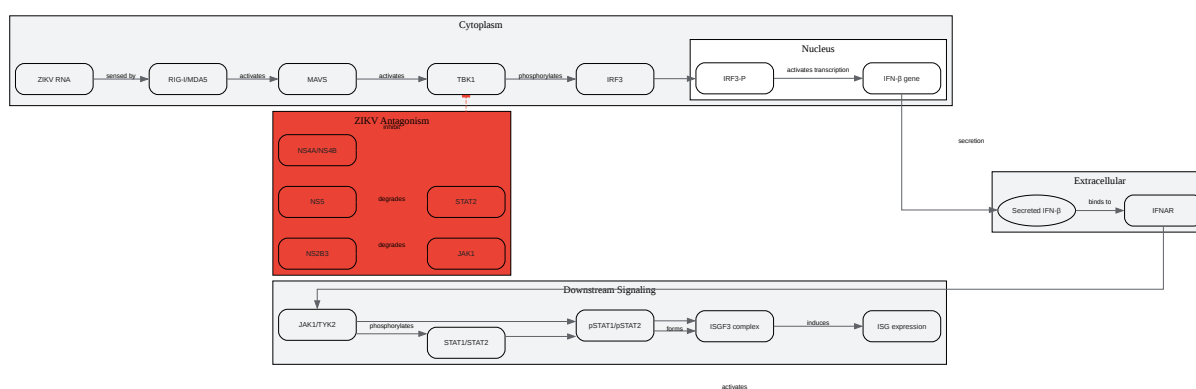 Cytoplasm
Nucleus
ZIKV RNA
sensed by
RIG-I/MDA5
activates
MAVS
activates
TBK1
phosphorylates
IRF3
IRF3-P
activates transcription
IFN-β gene
ZIKV Antagonism
inhibit
NS4A/NS4B
NS5
degrades
STAT2
NS2B3
degrades
JAK1
secretion
Extracellular
Secreted IFN-β
binds to
IFNAR
Downstream Signaling
JAK1/TYK2
phosphorylates
STAT1/STAT2
pSTAT1/pSTAT2
forms
ISGF3 complex
induces
ISG expression
activates